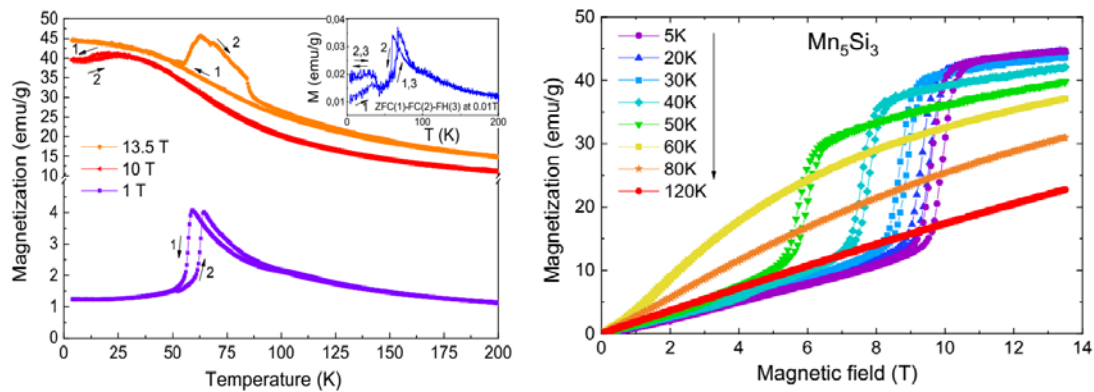 Magnetization (emu/g)
50
45
40
35
30
25
20
15
10
4
3
2
1
0
0
25
50
75
100
125
150
175
200
Temperature (K)
1
2
1
2
1
2
13.5 T
10 T
1 T
1
2
M (emu/g)
0,04
0,03
0,02
0,01
0
100
200
T (K)
2,3
1
2
1,3
ZFC(1)-FC(2)-FH(3) at 0.01T
Magnetization (emu/g)
50
40
30
20
10
0
0
2
4
6
8
10
12
14
Magnetic field (T)
Mn₅Si₃
5K
20K
30K
40K
50K
60K
80K
120K